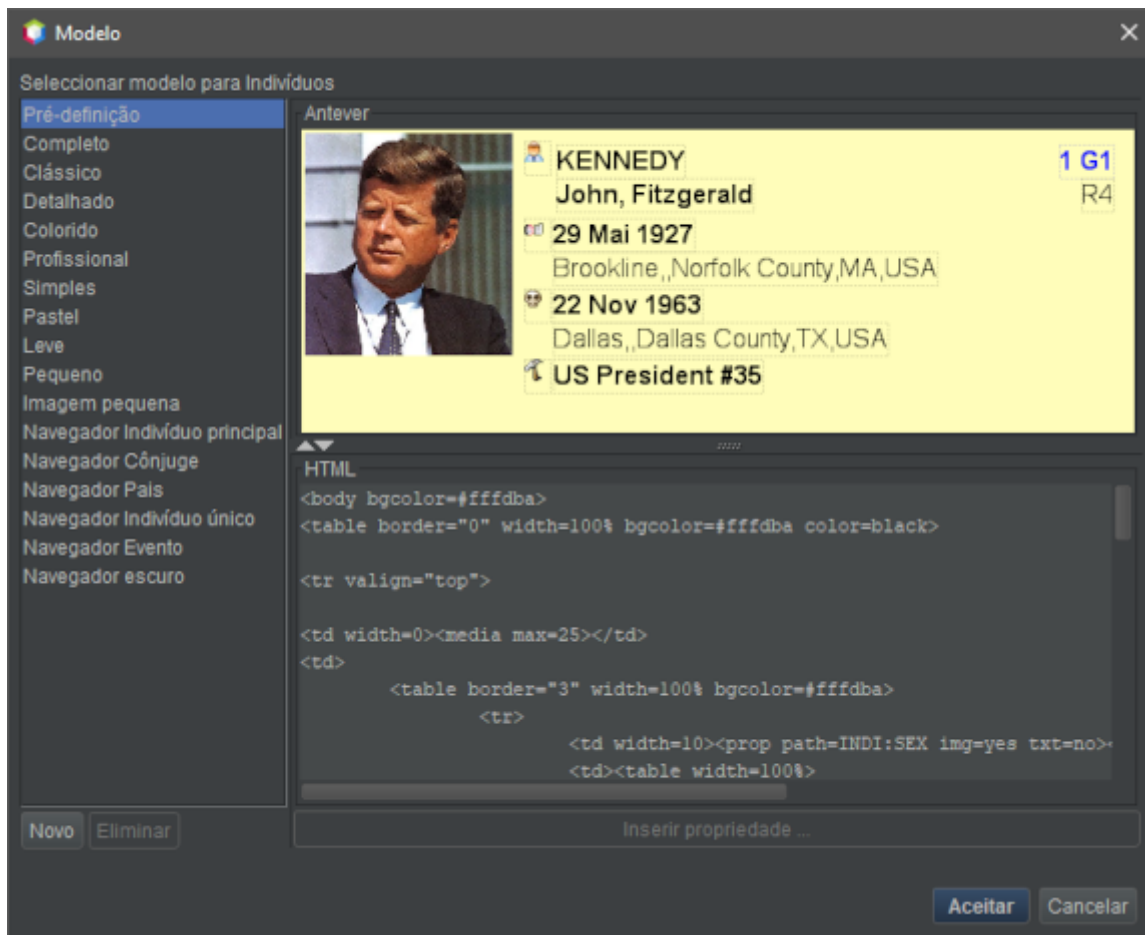 Modelo
Seleccionar modelo para Indivíduos
Pré-definição
Completo
Clássico
Detalhado
Colorido
Profissional
Simples
Pastel
Leve
Pequeno
Imagem pequena
Navegador Indivíduo principal
Navegador Cônjuge
Navegador Pais
Navegador Indivíduo único
Navegador Evento
Navegador escuro
Novo
Eliminar
Antever
KENNEDY 1 G1
John, Fitzgerald R4
29 Mai 1927
Brookline,,Norfolk County,MA,USA
22 Nov 1963
Dallas,,Dallas County,TX,USA
US President #35
HTML
<body bgcolor=#fffdba>
<table border="0" width=100% bgcolor=#fffdba color=black>
<tr valign="top">
<td width=0><media max=25></td>
<td>
<table border="3" width=100% bgcolor=#fffdba>
<tr>
<td width=10><prop path=INDI:SEX img=yes txt=no><
<td><table width=100%>
Inserir propriedade ...
Aceitar
Cancelar